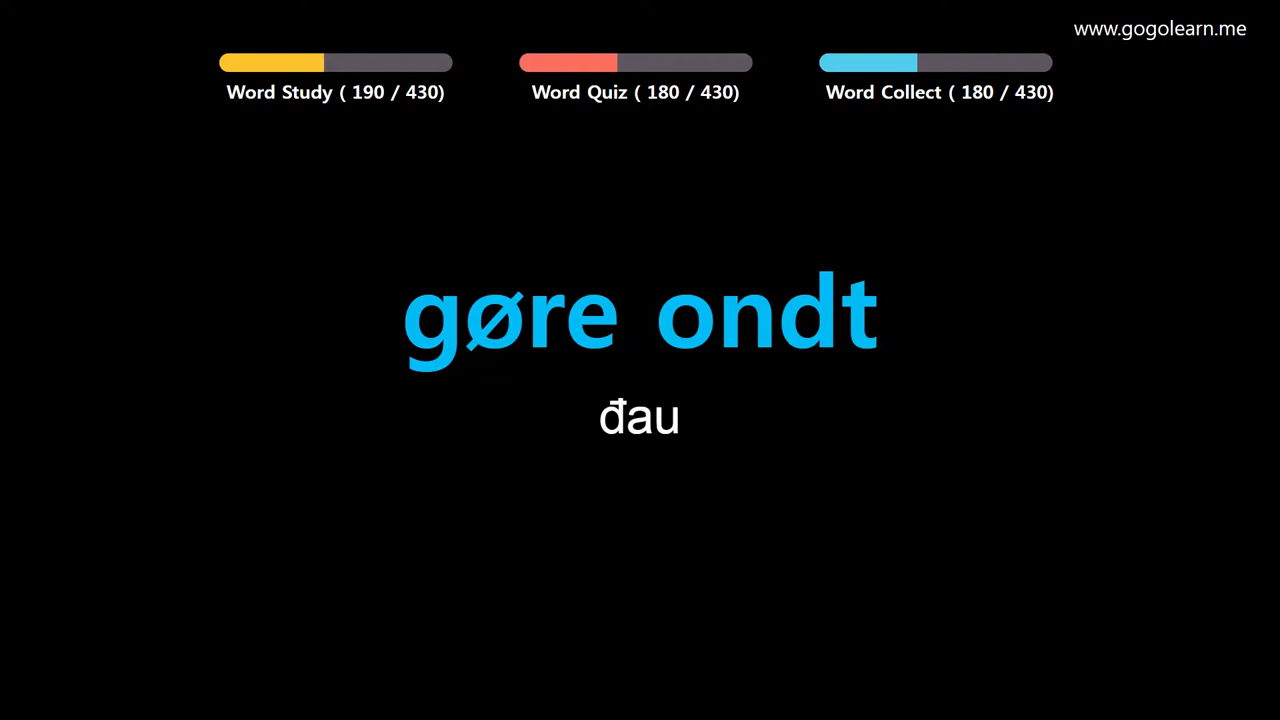 www.gogolearn.me
Word Study ( 190 / 430)
Word Quiz ( 180 / 430)
Word Collect ( 180 / 430)
gøre ondt
đau